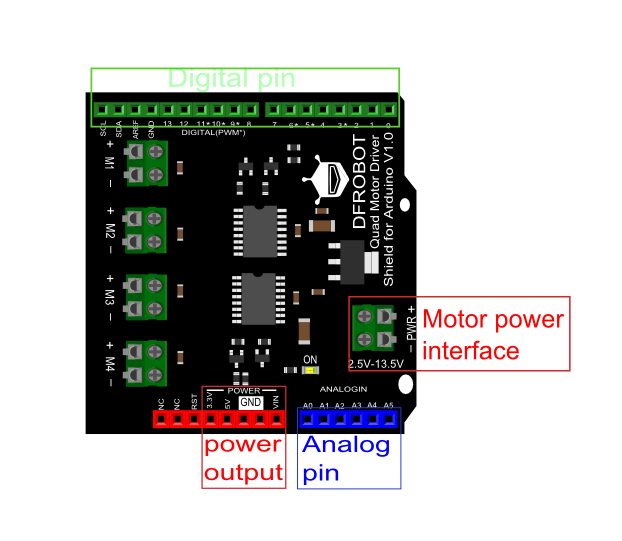 Digital pin
SCL SDA AREF GND 13 12 11* 10* 9* 8 7 6* 5* 4 3* 2 1 0
DIGITAL(PWM*)
+ M1 −
+ M2 −
+ M3 −
+ M4 −
DFROBOT
Quad Motor Driver
Shield for Arduino V1.0
− PWR +
2.5V-13.5V
Motor power
interface
ON
POWER
ANALOGIN
NC NC RST 3.3V 5V GND VIN
A0 A1 A2 A3 A4 A5
power
output
Analog
pin